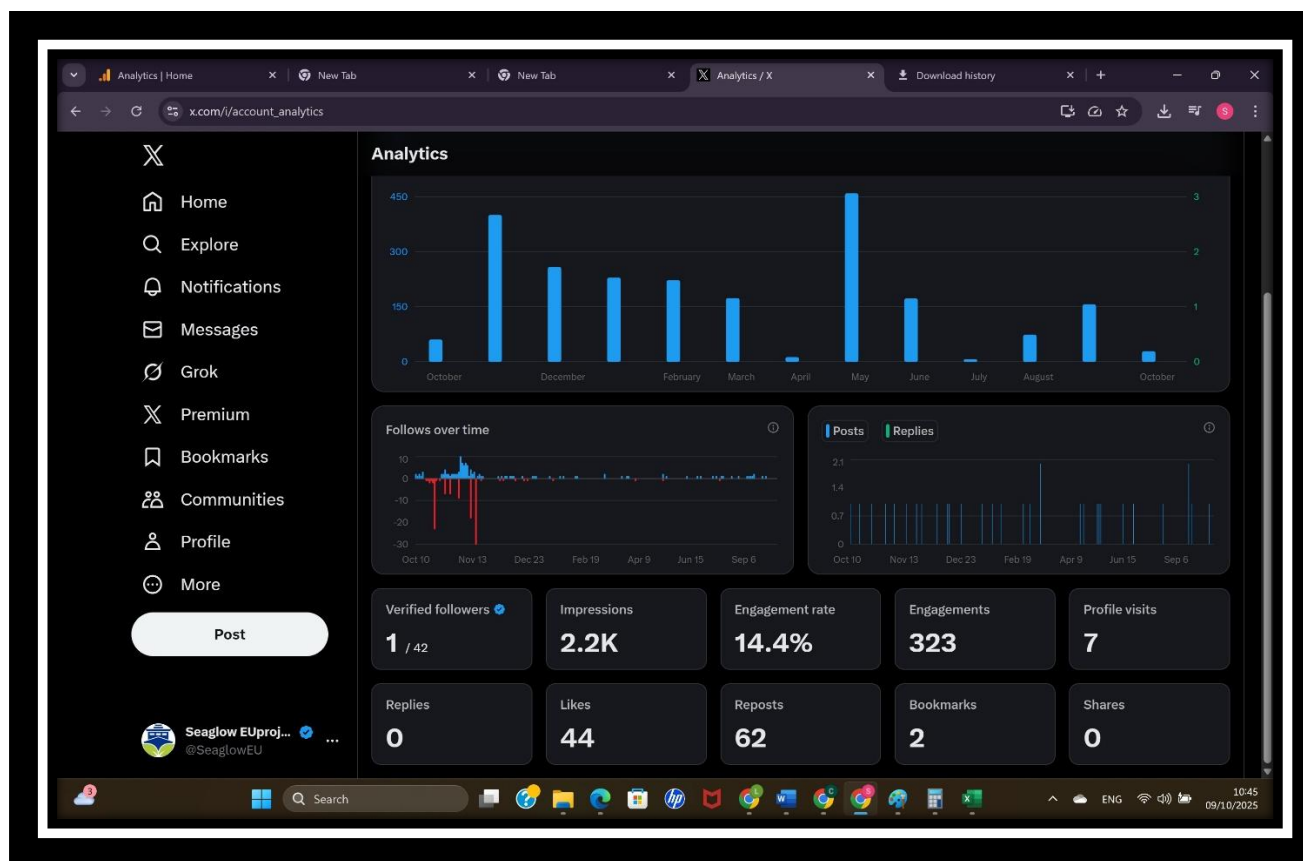 Analytics | Home
New Tab
New Tab
Analytics / X
Download history
x.com/i/account_analytics
S
Home
Explore
Notifications
Messages
Grok
Premium
Bookmarks
Communities
Profile
More
Post
Seaglow EUproj...
@SeaglowEU
...
Analytics
450
300
150
0
3
2
1
0
October December February March April May June July August October
Follows over time
10
0
-10
-20
-30
Oct 10 Nov 13 Dec 23 Feb 19 Apr 9 Jun 15 Sep 6
Posts Replies
2.1
1.4
0.7
0
Oct 10 Nov 13 Dec 23 Feb 19 Apr 9 Jun 15 Sep 6
Verified followers
1 / 42
Impressions
2.2K
Engagement rate
14.4%
Engagements
323
Profile visits
7
Replies
0
Likes
44
Reposts
62
Bookmarks
2
Shares
0
3
Search
hp
ENG
10:45
09/10/2025